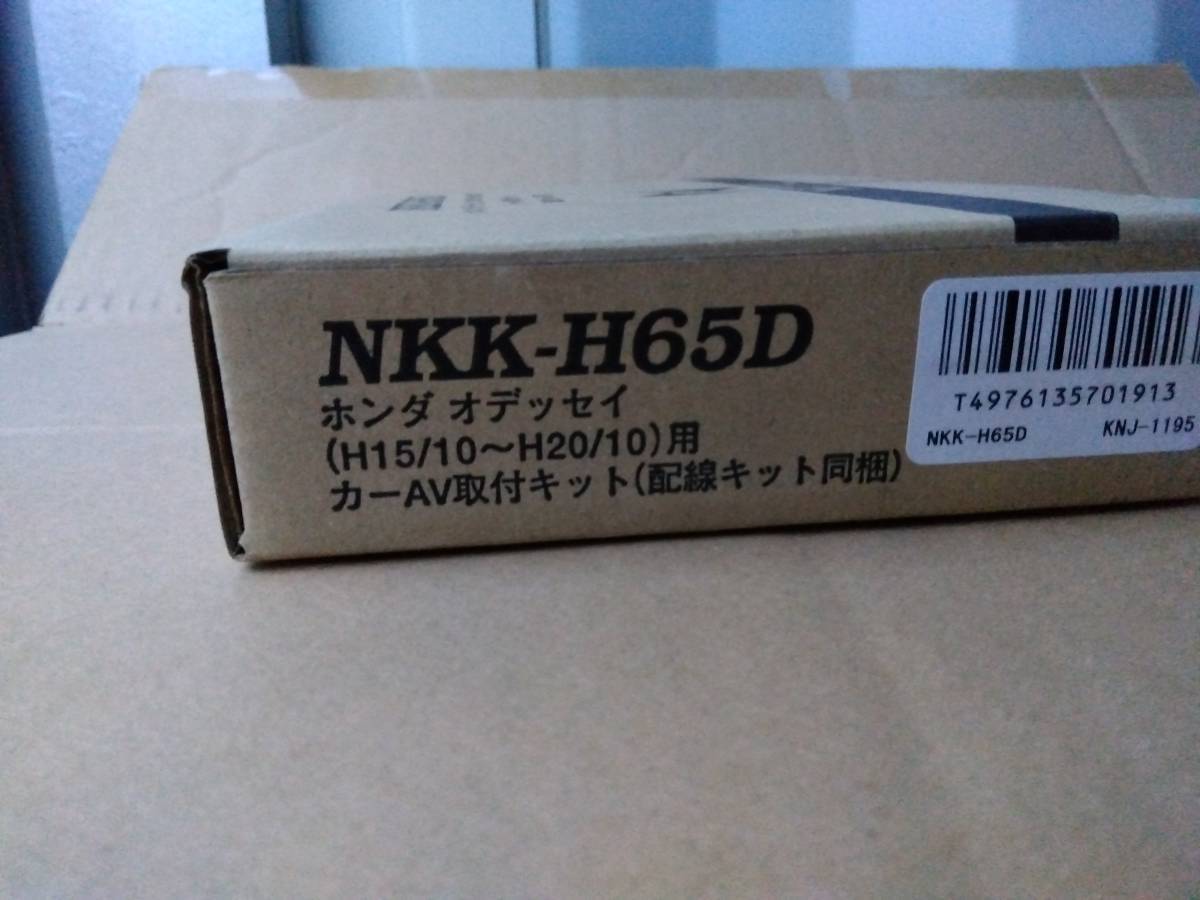 NKK-H65D
ホンダ オデッセイ
(H15/10～H20/10)用
カーAV取付キット(配線キット同梱)
T4976135701913
NKK-H65D KNJ-1195